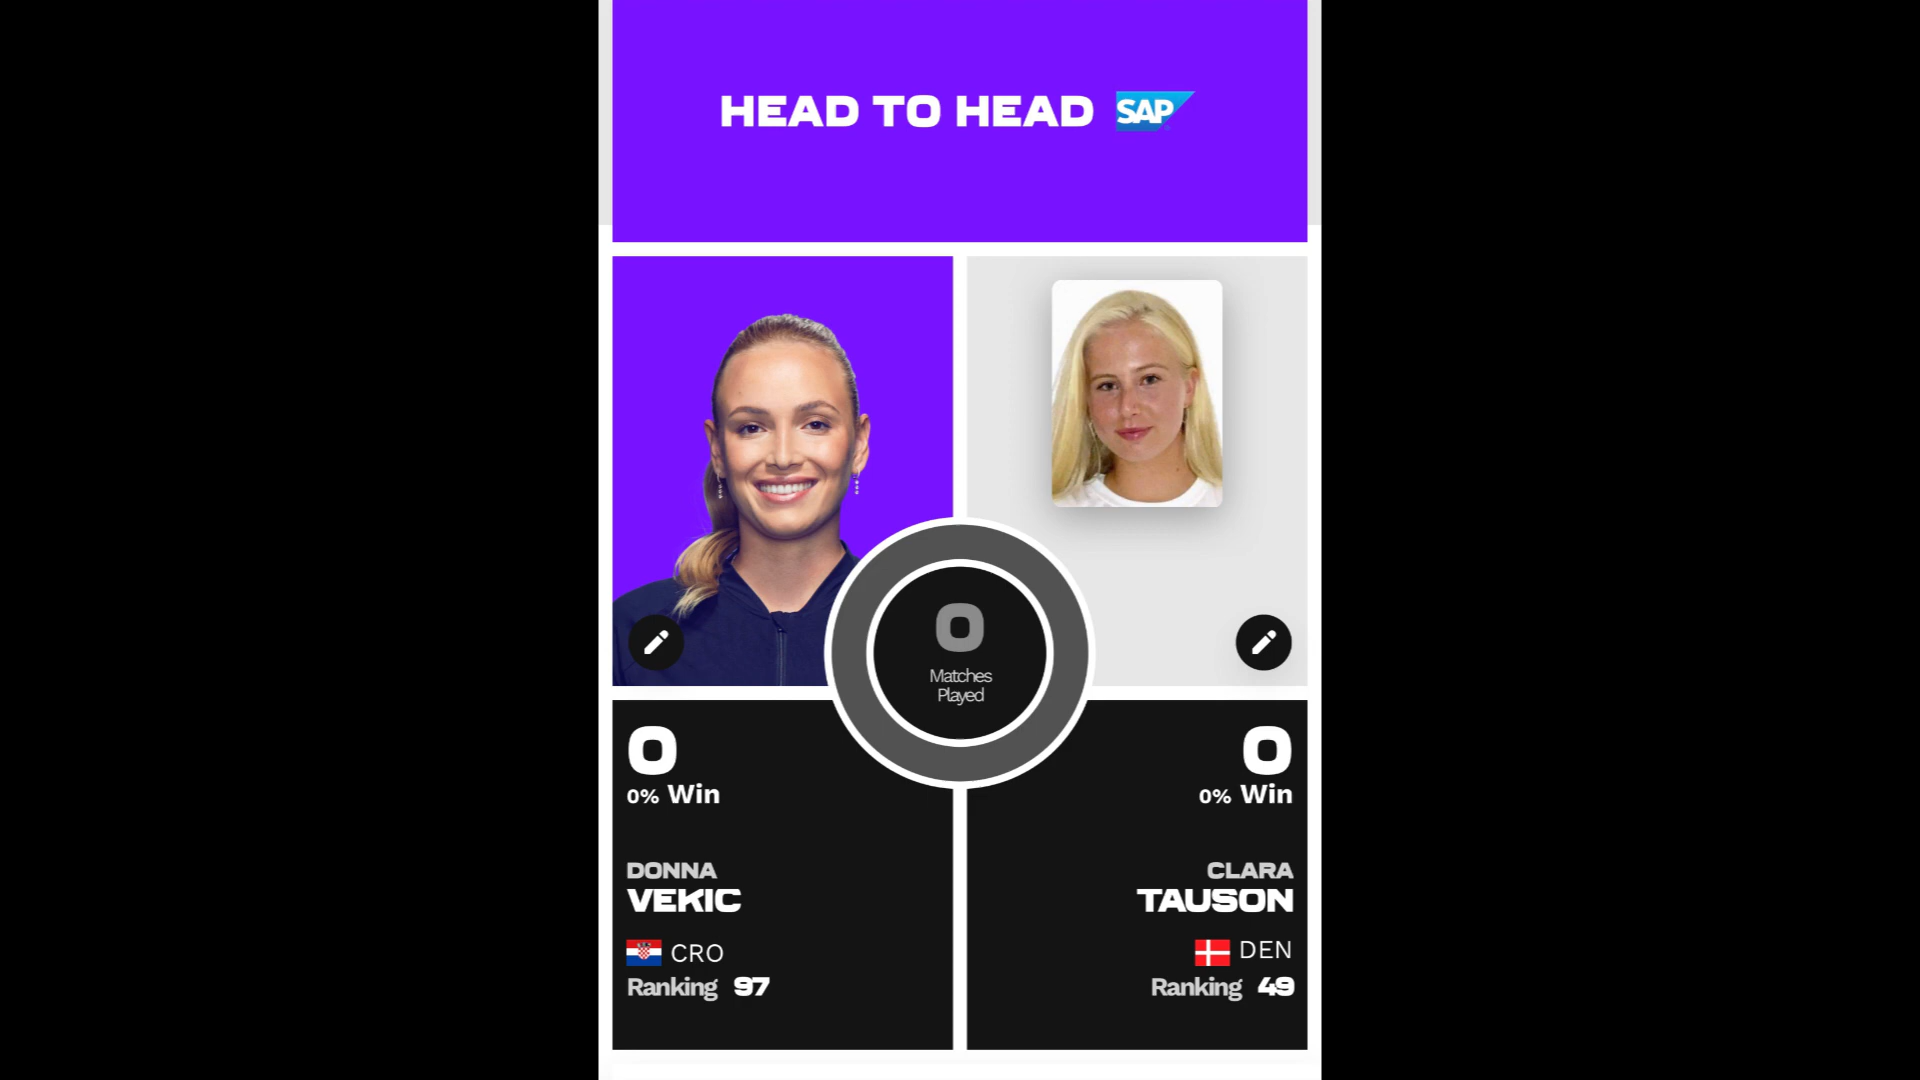 HEAD TO HEAD SAP
0
Matches
Played
0
0% Win
DONNA
VEKIC
CRO
Ranking 97
0
0% Win
CLARA
TAUSON
DEN
Ranking 49